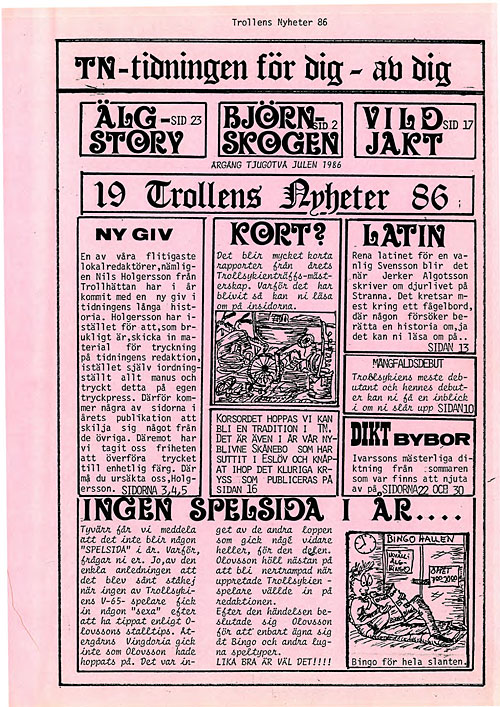 Trollens Nyheter 86
TN-tidningen för dig - av dig
ÄLG-SID 23
STORY
BJÖRN-SID 2
SKOGEN
VILD SID 17
JAKT
ÅRGÅNG TJUGOTVÅ JULEN 1986
19 Trollens Nyheter 86
NY GIV
En av våra flitigaste
lokalredaktörer,nämlig-
en Nils Holgersson från
Trollhättan har i år
kommit med en ny giv i
tidningens långa hist-
oria. Holgersson har i-
stället för att,som br-
ukligt är,skicka in ma-
terial för tryckning
på tidningens redaktion,
istället själv iordning-
ställt allt manus och
tryckt detta på egen
tryckpress. Därför kom-
mer några av sidorna i
årets publikation att
skilja sig något från
de övriga. Däremot har
vi tagit oss friheten
att överföra trycket
till enhetlig färg. Där
må du ursäkta oss,Holg-
ersson. SIDORNA 3,4,5
KORT?
Det blir mycket korta
rapporten från årets
Trollsykienträffs-mäst-
erskap. Varför det har
blivit så kan ni läsa
om på insidorna.
KORSORDET HOPPAS VI KAN
BLI EN TRADITION I TN.
DET ÄR ÄVEN I ÅR VÅR NY-
BLIVNE SKÅNEBO SOM HAR
SUTTIT I ESLÖV OCH KNÅP-
AT IHOP DET KLURIGA KR-
YSS SOM PUBLICERAS PÅ
SIDAN 16
LATIN
Rena latinet för en va-
nlig Svensson blir det
när Jerker Algotsson
skriver om djurlivet på
Stranna. Det kretsar m-
est kring ett fågelbord,
där någon försöker be-
rätta en historia om,ja
det kan ni läsa om på..
SIDAN 13
MÅNGFALDSDEBUT
Trollsykiens meste deb-
utant och hennes debut-
er kan ni få en inblick
i om ni slår upp SIDAN10
DIKT BYBOR
Ivarssons mästerliga di-
ktning från sommaren
som var finns att njuta
av på SIDORNA22 OCH 30
INGEN SPELSIDA I ÅR....
Tyvärr får vi meddela
att det inte blir någon
"SPELSIDA" i år. Varför,
frågar ni er. Jo,av den
enkla anledningen att
det blev sånt ståhej
när ingen av Trollsyki-
ens V-65- spelare fick
in någon "sexa" efter
att ha tippat enligt O-
lovssons stalltips. Åt-
ergärns Vingdoria gick
inte som Olovsson hade
hoppats på. Det var in-
get av de andra loppen
som gick någe vidare
heller, för den delen.
Olovsson höll nästan på
att bli nertrampad när
uppretade Trollsykien -
spelare vällde in på
redaktionen.
Efter den händelsen be-
slutade sig Olovsson
för att enbart ägna sig
åt Bingo och andra lug-
na speltyper.
LIKA BRA ÄR VÄL DET!!!!
BINGO HALLEN
Bingo för hela slanten.